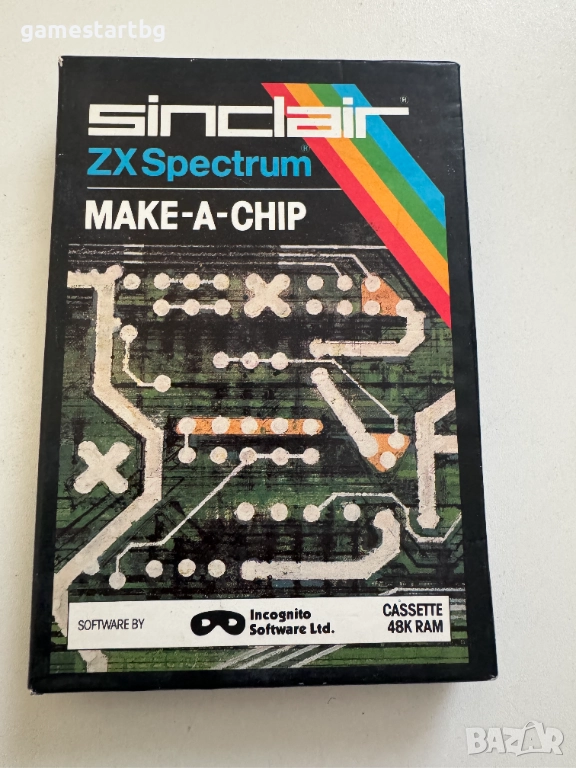 gamestartbg
sinclair®
ZX Spectrum®
MAKE-A-CHIP
SOFTWARE BY
Incognito
Software Ltd.
CASSETTE
48K RAM
BAZAR